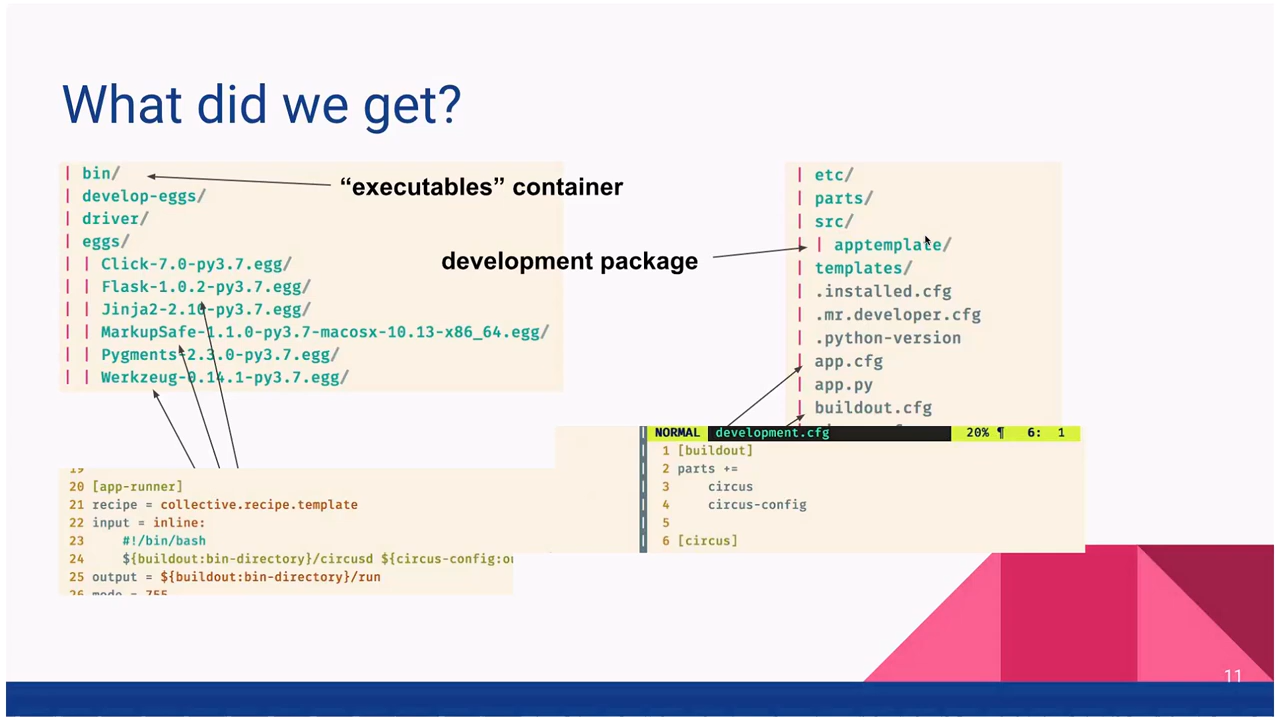 What did we get?
| bin/
| develop-eggs/
| driver/
| eggs/
| | Click-7.0-py3.7.egg/
| | Flask-1.0.2-py3.7.egg/
| | Jinja2-2.10-py3.7.egg/
| | MarkupSafe-1.1.0-py3.7-macosx-10.13-x86_64.egg/
| | Pygments-2.3.0-py3.7.egg/
| | Werkzeug-0.14.1-py3.7.egg/
“executables” container
development package
| etc/
| parts/
| src/
| | apptemplate/
| templates/
| .installed.cfg
| .mr.developer.cfg
| .python-version
| app.cfg
| app.py
| buildout.cfg
19
20 [app-runner]
21 recipe = collective.recipe.template
22 input = inline:
23 #!/bin/bash
24 ${buildout:bin-directory}/circusd ${circus-config:ou
25 output = ${buildout:bin-directory}/run
26 mode = 755
NORMAL development.cfg 20% ¶ 6: 1
1 [buildout]
2 parts +=
3 circus
4 circus-config
5
6 [circus]
11